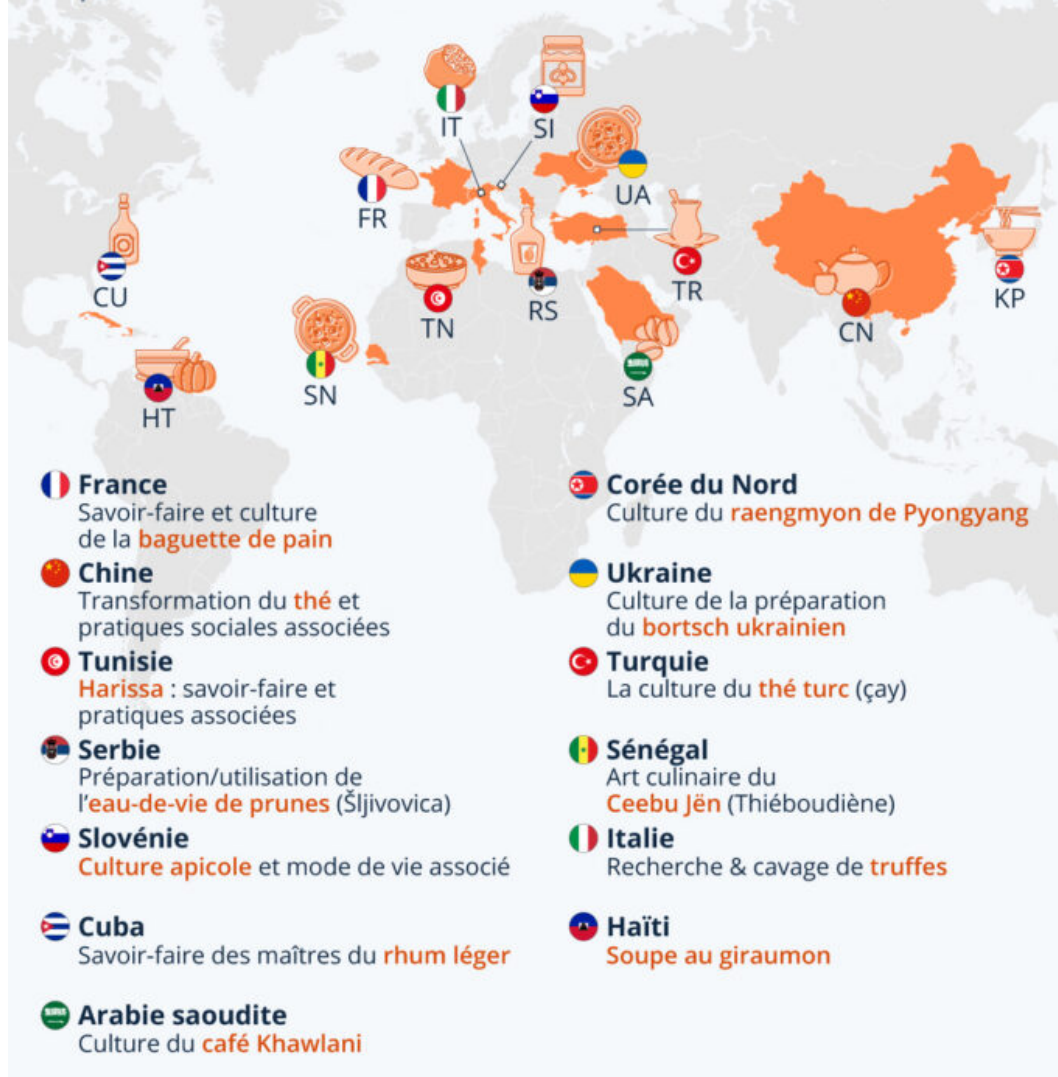 IT
SI
UA
FR
CU
TR
KP
TN
RS
CN
SN
SA
HT
France
Savoir-faire et culture
de la baguette de pain
Chine
Transformation du thé et
pratiques sociales associées
Tunisie
Harissa : savoir-faire et
pratiques associées
Serbie
Préparation/utilisation de
l'eau-de-vie de prunes (Šljivovica)
Slovénie
Culture apicole et mode de vie associé
Cuba
Savoir-faire des maîtres du rhum léger
Arabie saoudite
Culture du café Khawlani
Corée du Nord
Culture du raengmyon de Pyongyang
Ukraine
Culture de la préparation
du bortsch ukrainien
Turquie
La culture du thé turc (çay)
Sénégal
Art culinaire du
Ceebu Jën (Thiéboudiène)
Italie
Recherche & cavage de truffes
Haïti
Soupe au giraumon